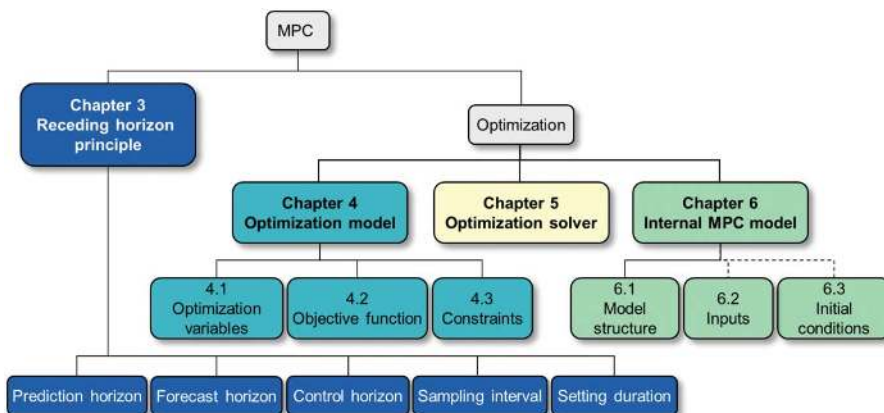 MPC
Chapter 3
Receding horizon
principle
Optimization
Chapter 4
Optimization model
Chapter 5
Optimization solver
Chapter 6
Internal MPC model
4.1
Optimization
variables
4.2
Objective function
4.3
Constraints
6.1
Model
structure
6.2
Inputs
6.3
Initial
conditions
Prediction horizon
Forecast horizon
Control horizon
Sampling interval
Setting duration